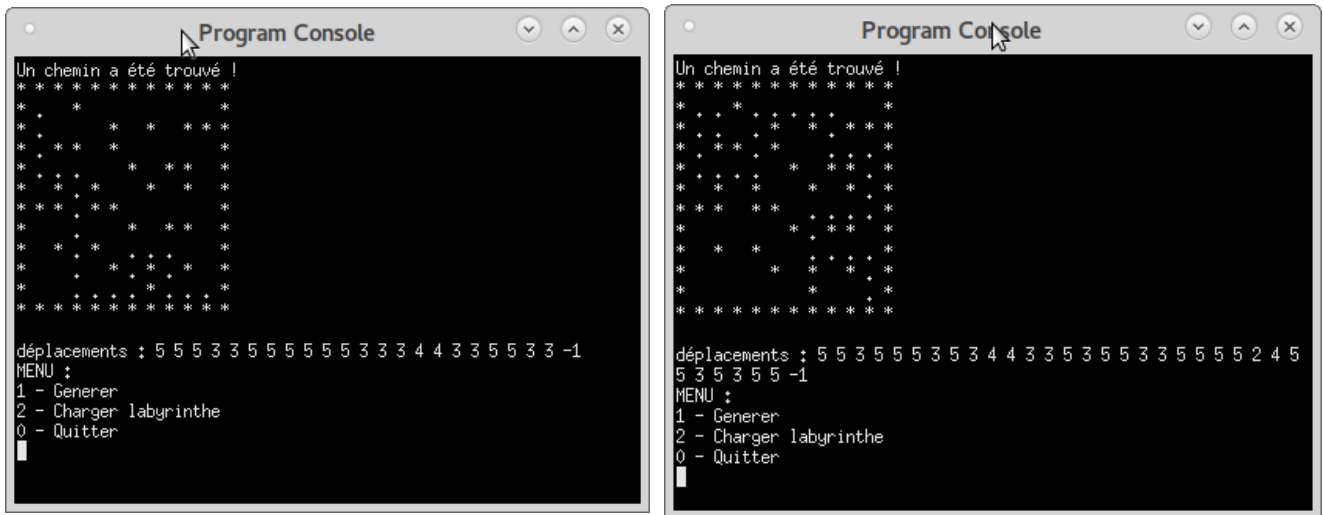 Program Console
Un chemin a été trouvé !
déplacements : 5 5 5 3 3 5 5 5 5 5 5 3 3 3 4 4 3 3 5 5 3 3 -1
MENU :
1 - Generer
2 - Charger labyrinthe
0 - Quitter
Program Console
Un chemin a été trouvé !
déplacements : 5 5 3 5 5 5 3 5 3 4 4 3 3 5 3 5 5 3 3 5 5 5 5 2 4 5
5 3 5 3 5 5 -1
MENU :
1 - Generer
2 - Charger labyrinthe
0 - Quitter